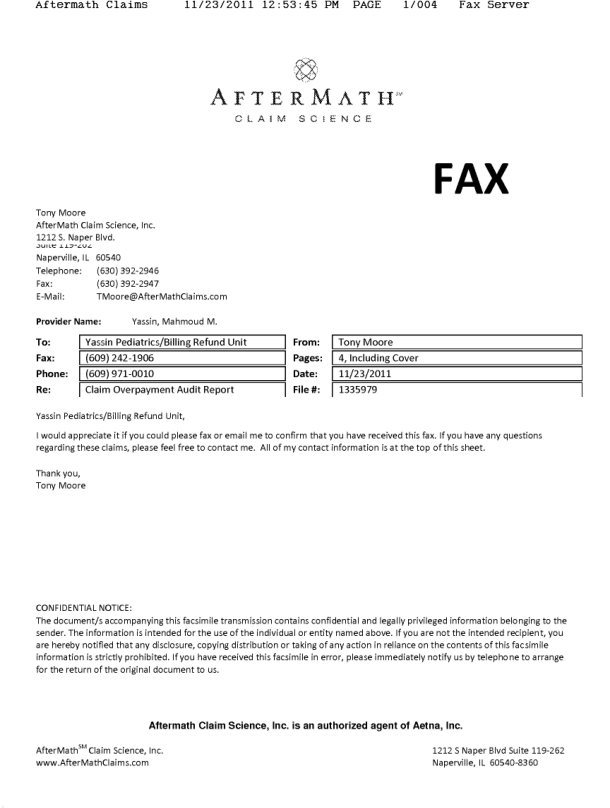 Aftermath Claims 11/23/2011 12:53:45 PM PAGE 1/004 Fax Server
AFTERMATH℠
CLAIM SCIENCE
FAX
Tony Moore
AfterMath Claim Science, Inc.
1212 S. Naper Blvd.
Suite 119-262
Naperville, IL 60540
Telephone: (630) 392-2946
Fax: (630) 392-2947
E-Mail: TMoore@AfterMathClaims.com
Provider Name: Yassin, Mahmoud M.
To: Yassin Pediatrics/Billing Refund Unit From: Tony Moore
Fax: (609) 242-1906 Pages: 4, Including Cover
Phone: (609) 971-0010 Date: 11/23/2011
Re: Claim Overpayment Audit Report File #: 1335979
Yassin Pediatrics/Billing Refund Unit,
I would appreciate it if you could please fax or email me to confirm that you have received this fax. If you have any questions
regarding these claims, please feel free to contact me. All of my contact information is at the top of this sheet.
Thank you,
Tony Moore
CONFIDENTIAL NOTICE:
The document/s accompanying this facsimile transmission contains confidential and legally privileged information belonging to the
sender. The information is intended for the use of the individual or entity named above. If you are not the intended recipient, you
are hereby notified that any disclosure, copying distribution or taking of any action in reliance on the contents of this facsimile
information is strictly prohibited. If you have received this facsimile in error, please immediately notify us by telephone to arrange
for the return of the original document to us.
Aftermath Claim Science, Inc. is an authorized agent of Aetna, Inc.
AfterMath℠ Claim Science, Inc. 1212 S Naper Blvd Suite 119-262
www.AfterMathClaims.com Naperville, IL 60540-8360